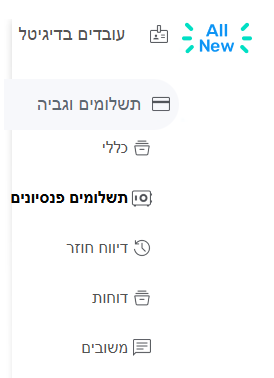 All
New
עובדים בדיגיטל
תשלומים וגביה
כללי
תשלומים פנסיונים
דיווח חוזר
דוחות
משובים